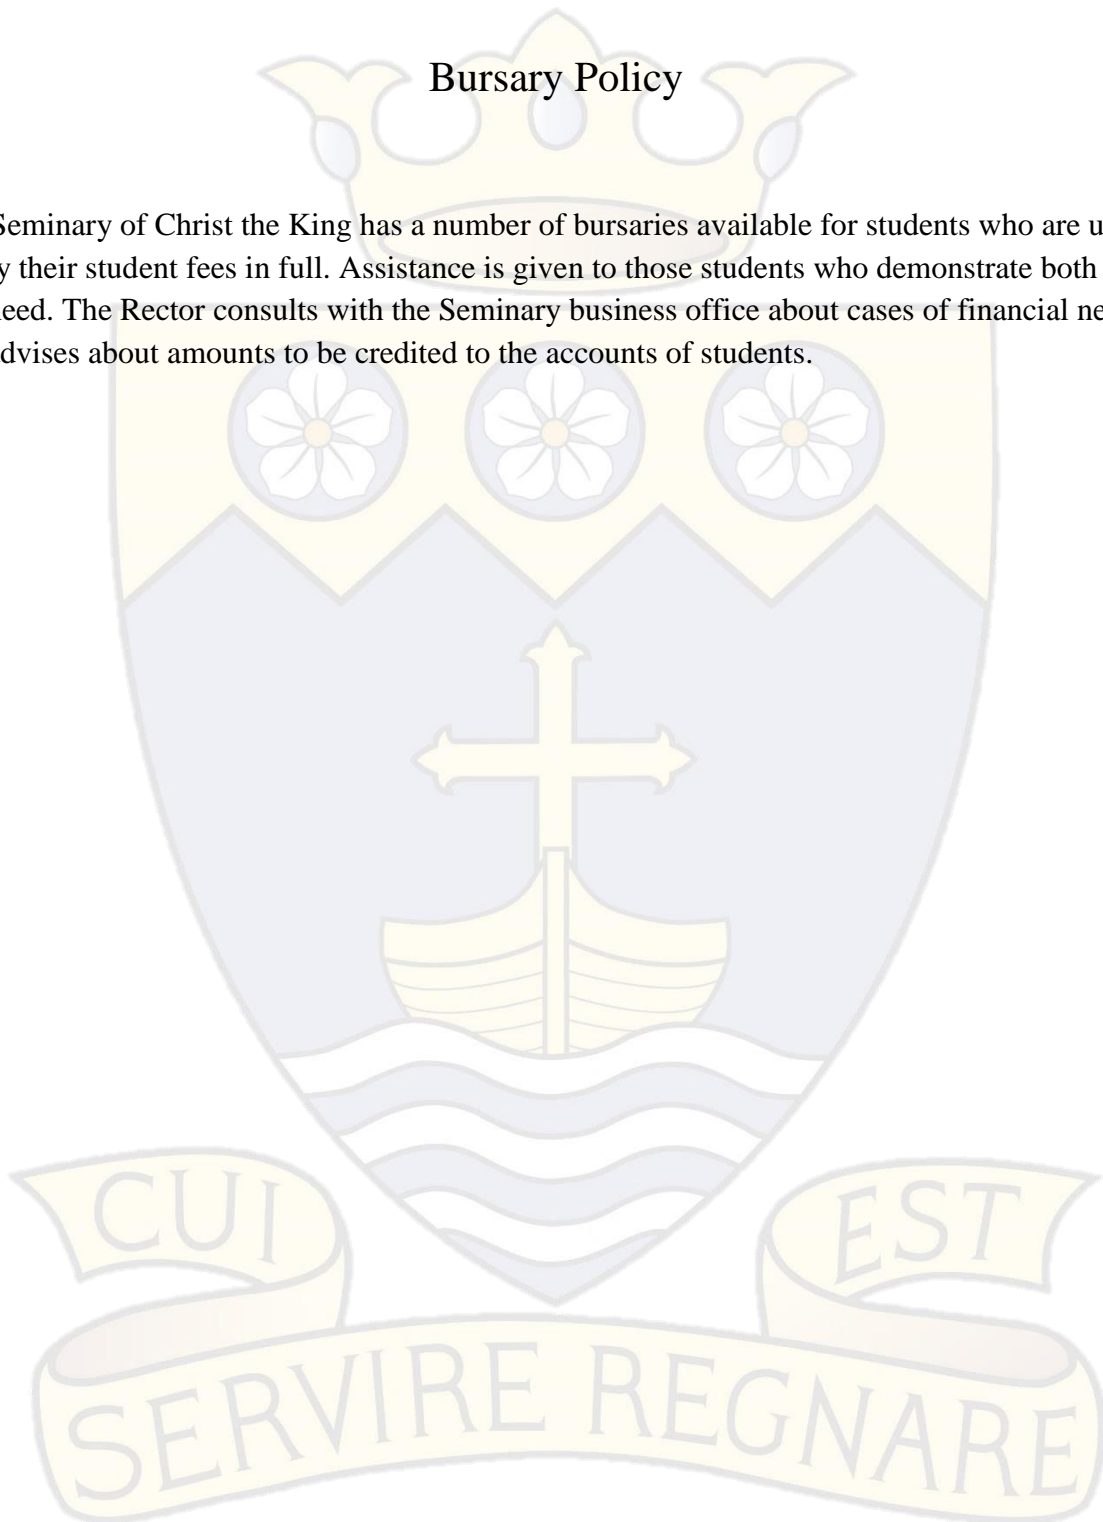 Bursary Policy
Seminary of Christ the King has a number of bursaries available for students who are u
y their student fees in full. Assistance is given to those students who demonstrate both
eed. The Rector consults with the Seminary business office about cases of financial ne
dvises about amounts to be credited to the accounts of students.
CUI EST
SERVIRE REGNARE